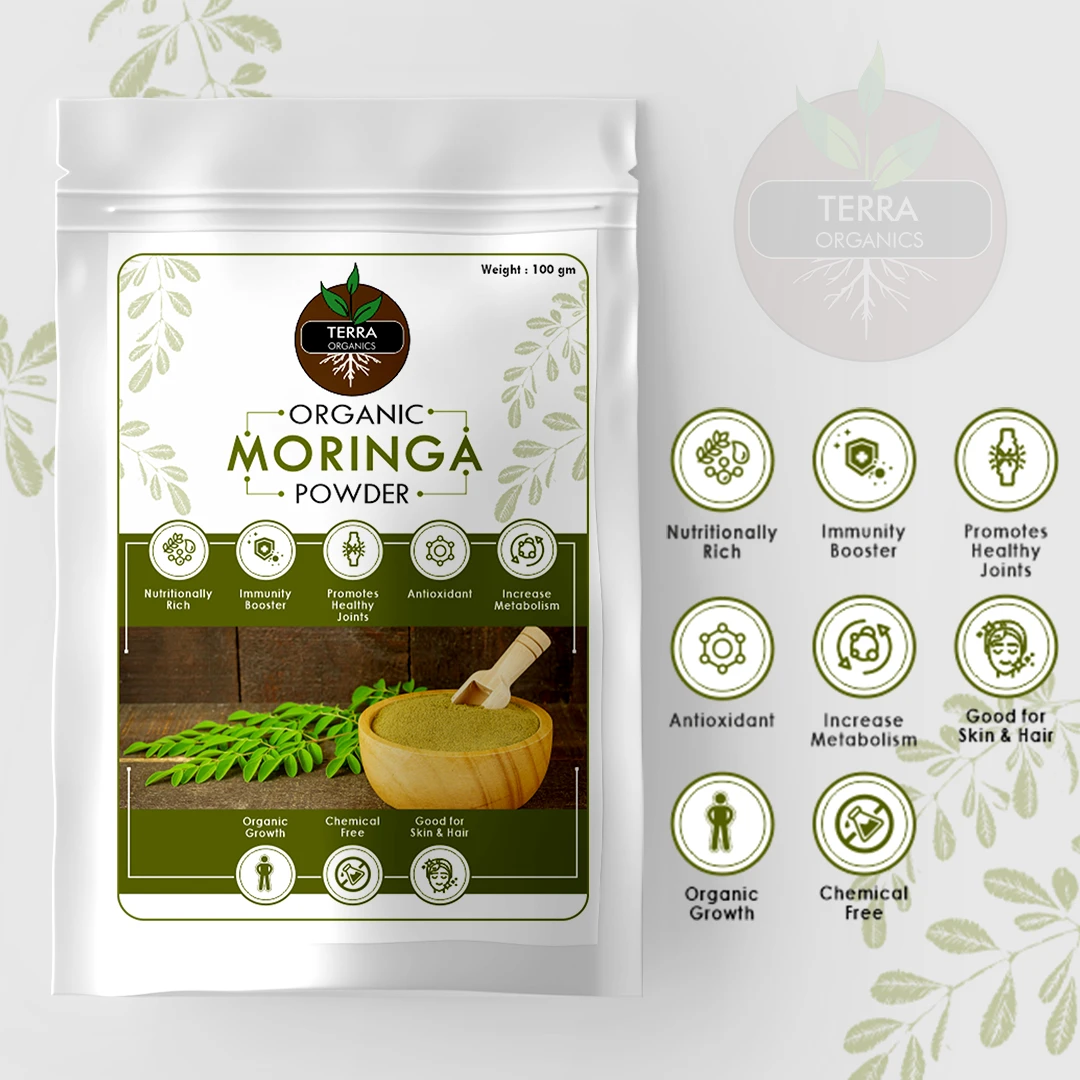 TERRA
ORGANICS
Weight : 100 gm
TERRA
ORGANICS
ORGANIC
MORINGA
POWDER
Nutritionally
Rich
Immunity
Booster
Promotes
Healthy
Joints
Antioxidant
Increase
Metabolism
Organic
Growth
Chemical
Free
Good for
Skin & Hair
Nutritionally
Rich
Immunity
Booster
Promotes
Healthy
Joints
Antioxidant
Increase
Metabolism
Good for
Skin & Hair
Organic
Growth
Chemical
Free